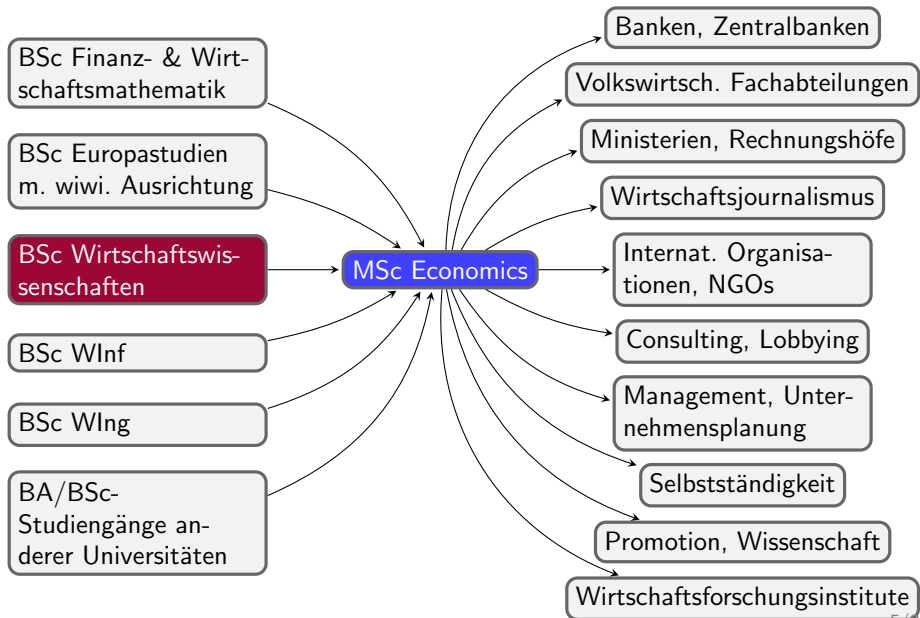 BSc Finanz- & Wirt-
schaftsmathematik
BSc Europastudien
m. wiwi. Ausrichtung
BSc Wirtschaftswis-
senschaften
BSc WInf
BSc WIng
BA/BSc-
Studiengänge an-
derer Universitäten
MSc Economics
Banken, Zentralbanken
Volkswirtsch. Fachabteilungen
Ministerien, Rechnungshöfe
Wirtschaftsjournalismus
Internat. Organisa-
tionen, NGOs
Consulting, Lobbying
Management, Unter-
nehmensplanung
Selbstständigkeit
Promotion, Wissenschaft
Wirtschaftsforschungsinstitute